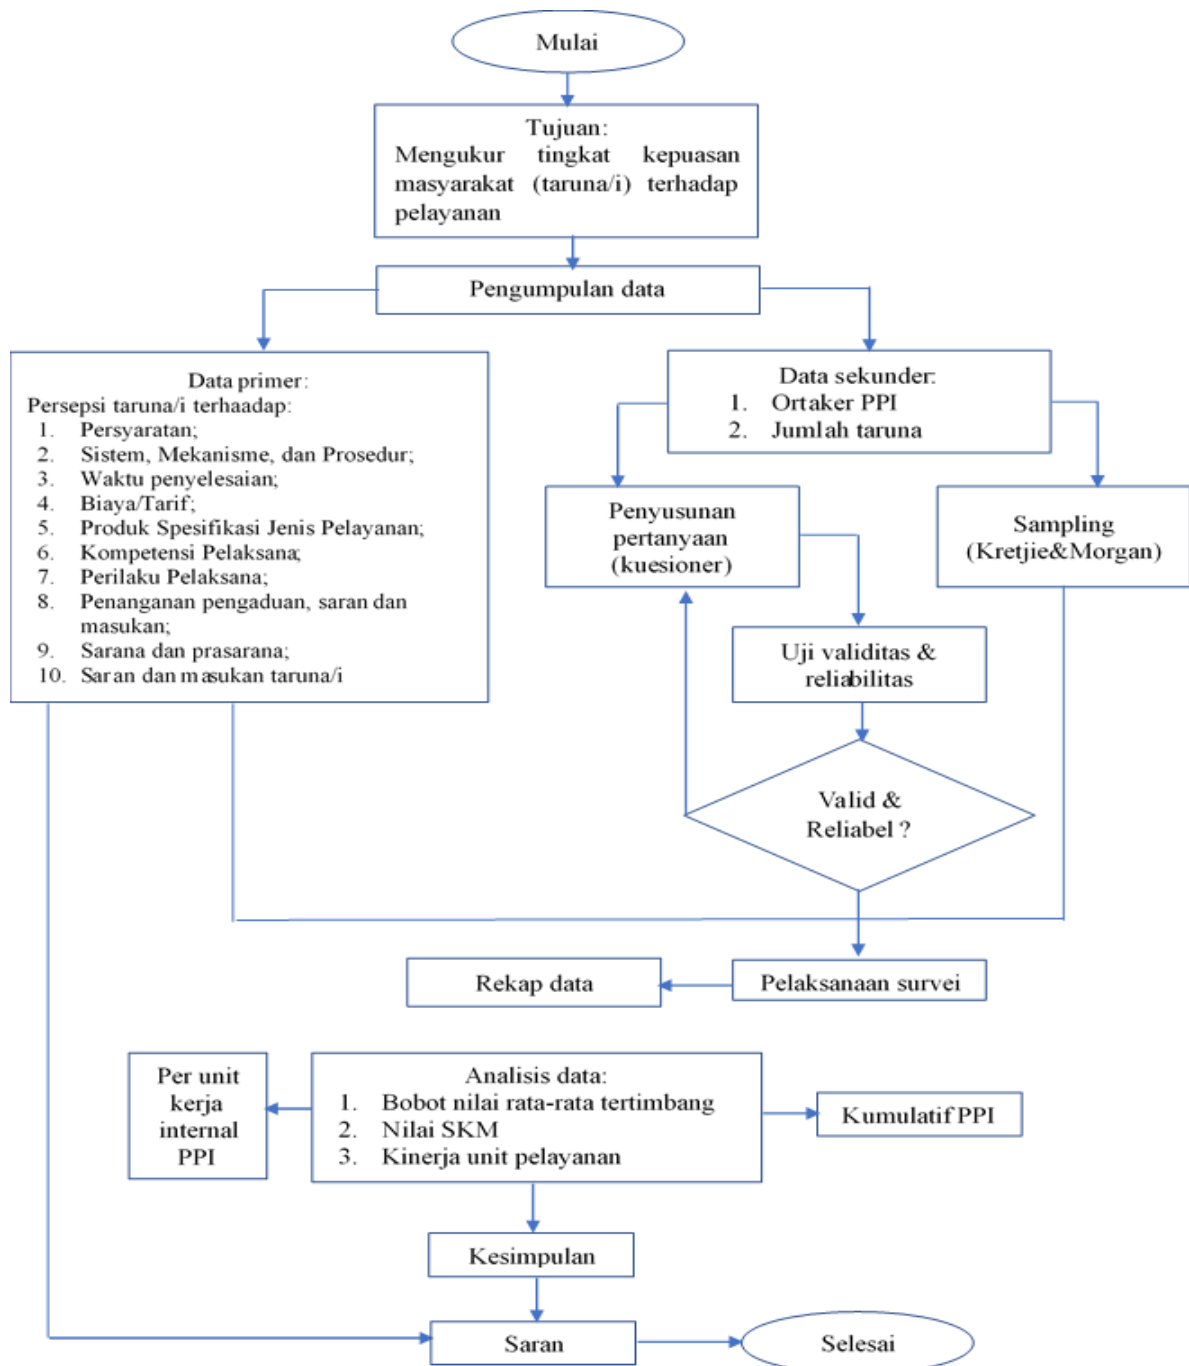 Mulai
Tujuan:
Mengukur tingkat kepuasan
masyarakat (taruna/i) terhadap
pelayanan
Pengumpulan data
Data primer:
Persepsi taruna/i terhaadap:
1. Persyaratan;
2. Sistem, Mekanisme, dan Prosedur;
3. Waktu penyelesaian;
4. Biaya/Tarif;
5. Produk Spesifikasi Jenis Pelayanan;
6. Kompetensi Pelaksana;
7. Perilaku Pelaksana;
8. Penanganan pengaduan, saran dan
masukan;
9. Sarana dan prasarana;
10. Saran dan masukan taruna/i
Data sekunder:
1. Ortaker PPI
2. Jumlah taruna
Penyusunan
pertanyaan
(kuesioner)
Sampling
(Kretjie&Morgan)
Uji validitas &
reliabilitas
Valid &
Reliabel ?
Pelaksanaan survei
Rekap data
Per unit
kerja
internal
PPI
Analisis data:
1. Bobot nilai rata-rata tertimbang
2. Nilai SKM
3. Kinerja unit pelayanan
Kumulatif PPI
Kesimpulan
Saran
Selesai